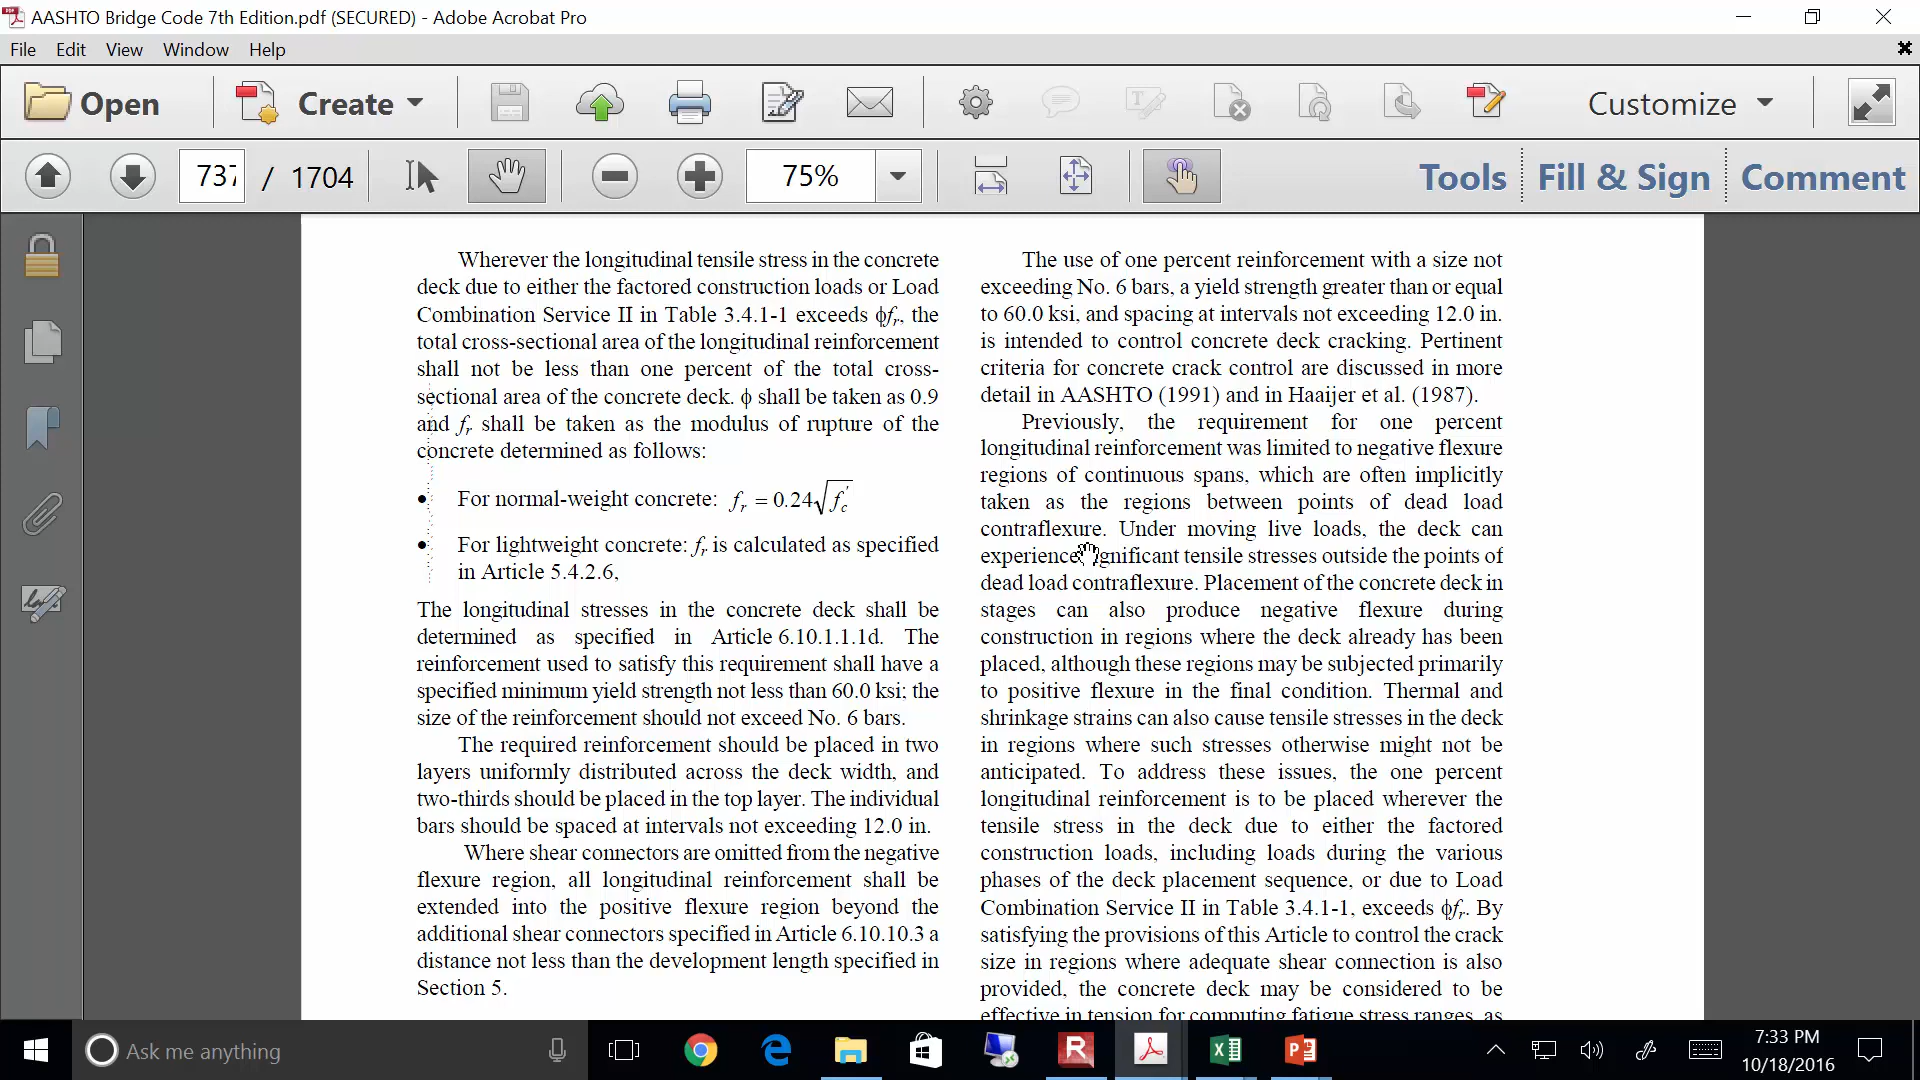 AASHTO Bridge Code 7th Edition.pdf (SECURED) - Adobe Acrobat Pro
File Edit View Window Help
Open Create Customize
737 / 1704 75% Tools Fill & Sign Comment
Wherever the longitudinal tensile stress in the concrete
deck due to either the factored construction loads or Load
Combination Service II in Table 3.4.1-1 exceeds ϕfr, the
total cross-sectional area of the longitudinal reinforcement
shall not be less than one percent of the total cross-
sectional area of the concrete deck. ϕ shall be taken as 0.9
and fr shall be taken as the modulus of rupture of the
concrete determined as follows:
• For normal-weight concrete: fr = 0.24√f′c
• For lightweight concrete: fr is calculated as specified
in Article 5.4.2.6,
The longitudinal stresses in the concrete deck shall be
determined as specified in Article 6.10.1.1.1d. The
reinforcement used to satisfy this requirement shall have a
specified minimum yield strength not less than 60.0 ksi; the
size of the reinforcement should not exceed No. 6 bars.
The required reinforcement should be placed in two
layers uniformly distributed across the deck width, and
two-thirds should be placed in the top layer. The individual
bars should be spaced at intervals not exceeding 12.0 in.
Where shear connectors are omitted from the negative
flexure region, all longitudinal reinforcement shall be
extended into the positive flexure region beyond the
additional shear connectors specified in Article 6.10.10.3 a
distance not less than the development length specified in
Section 5.
The use of one percent reinforcement with a size not
exceeding No. 6 bars, a yield strength greater than or equal
to 60.0 ksi, and spacing at intervals not exceeding 12.0 in.
is intended to control concrete deck cracking. Pertinent
criteria for concrete crack control are discussed in more
detail in AASHTO (1991) and in Haaijer et al. (1987).
Previously, the requirement for one percent
longitudinal reinforcement was limited to negative flexure
regions of continuous spans, which are often implicitly
taken as the regions between points of dead load
contraflexure. Under moving live loads, the deck can
experience significant tensile stresses outside the points of
dead load contraflexure. Placement of the concrete deck in
stages can also produce negative flexure during
construction in regions where the deck already has been
placed, although these regions may be subjected primarily
to positive flexure in the final condition. Thermal and
shrinkage strains can also cause tensile stresses in the deck
in regions where such stresses otherwise might not be
anticipated. To address these issues, the one percent
longitudinal reinforcement is to be placed wherever the
tensile stress in the deck due to either the factored
construction loads, including loads during the various
phases of the deck placement sequence, or due to Load
Combination Service II in Table 3.4.1-1, exceeds ϕfr. By
satisfying the provisions of this Article to control the crack
size in regions where adequate shear connection is also
provided, the concrete deck may be considered to be
effective in tension for computing fatigue stress ranges, as
Ask me anything
7:33 PM
10/18/2016